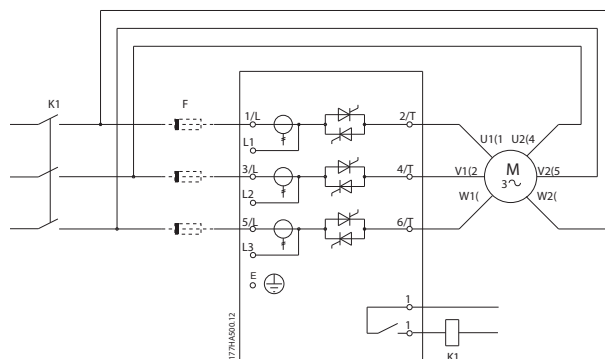 K1
F
1/L
2/T
L1
3/L
4/T
L2
5/L
6/T
L3
E
U1(1
U2(4
V1(2
M
3~
V2(5
W1(
W2(
1
1
K1
177HA500.12